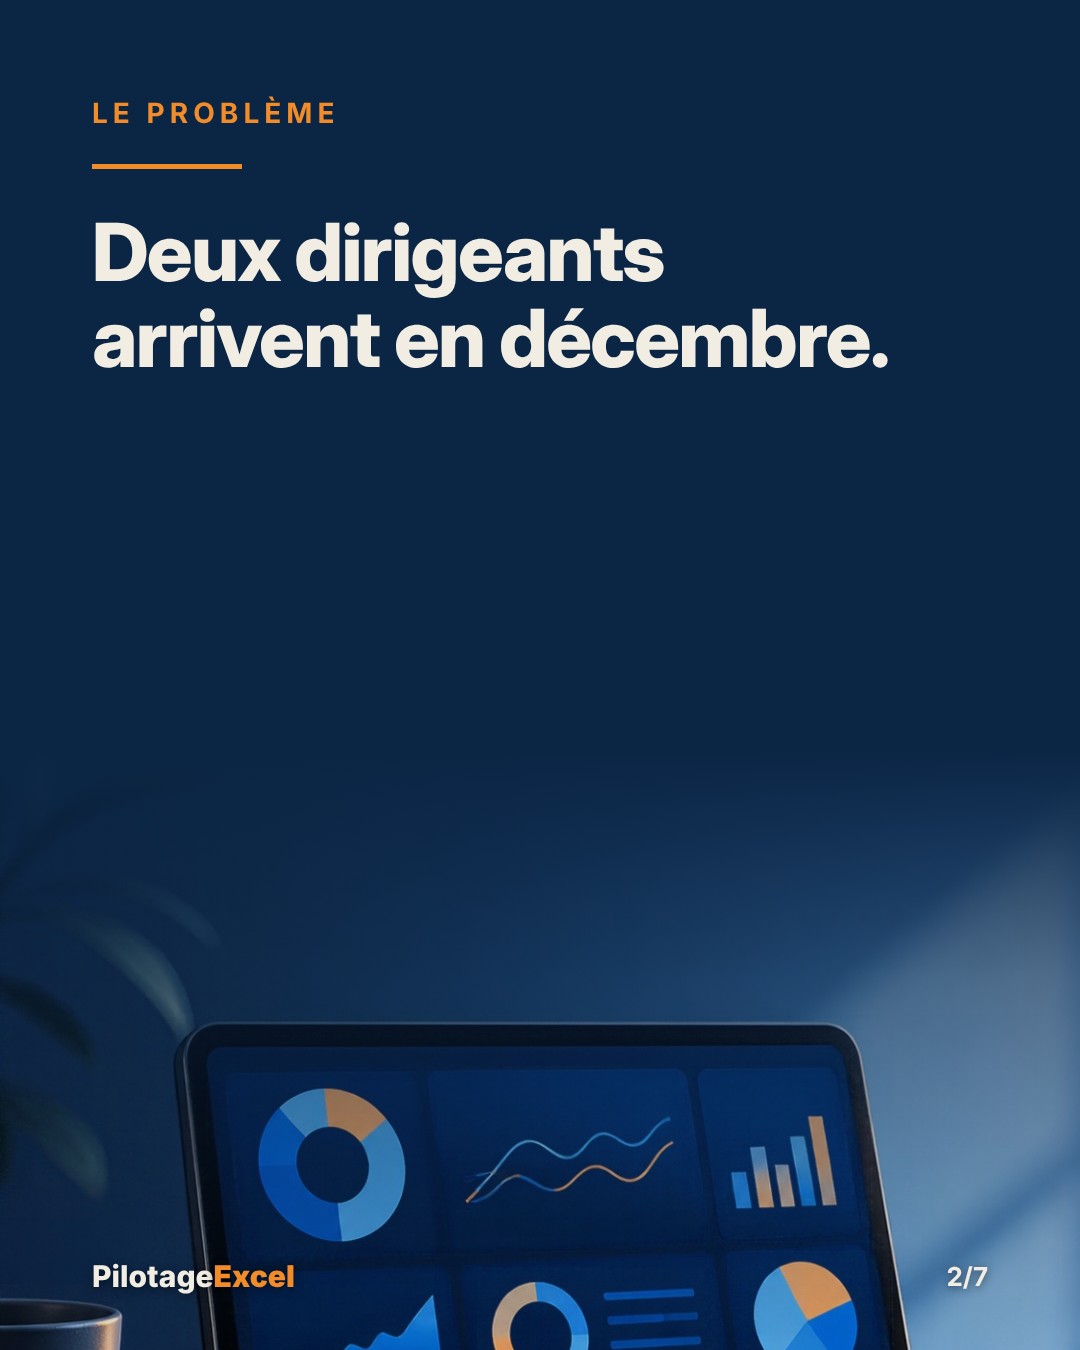 LE PROBLÈME
Deux dirigeants
arrivent en décembre.
PilotageExcel
2/7